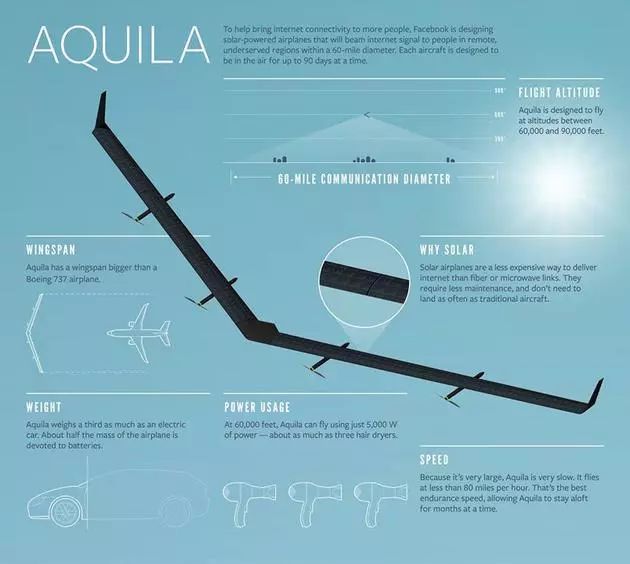 AQUILA
To help bring internet connectivity to more people, Facebook is designing
solar-powered airplanes that will beam internet signal to people in remote,
underserved regions within a 60-mile diameter. Each aircraft is designed to
be in the air for up to 90 days at a time.
FLIGHT ALTITUDE
Aquila is designed to fly
at altitudes between
60,000 and 90,000 feet.
60-MILE COMMUNICATION DIAMETER
WINGSPAN
Aquila has a wingspan bigger than a
Boeing 737 airplane.
WHY SOLAR
Solar airplanes are a less expensive way to deliver
internet than fiber or microwave links. They
require less maintenance, and don't need to
land as often as traditional aircraft.
WEIGHT
Aquila weighs a third as much as an electric
car. About half the mass of the airplane is
devoted to batteries.
POWER USAGE
At 60,000 feet, Aquila can fly using just 5,000 W
of power — about as much as three hair dryers.
SPEED
Because it's very large, Aquila is very slow. It flies
at less than 80 miles per hour. That's the best
endurance speed, allowing Aquila to stay aloft
for months at a time.